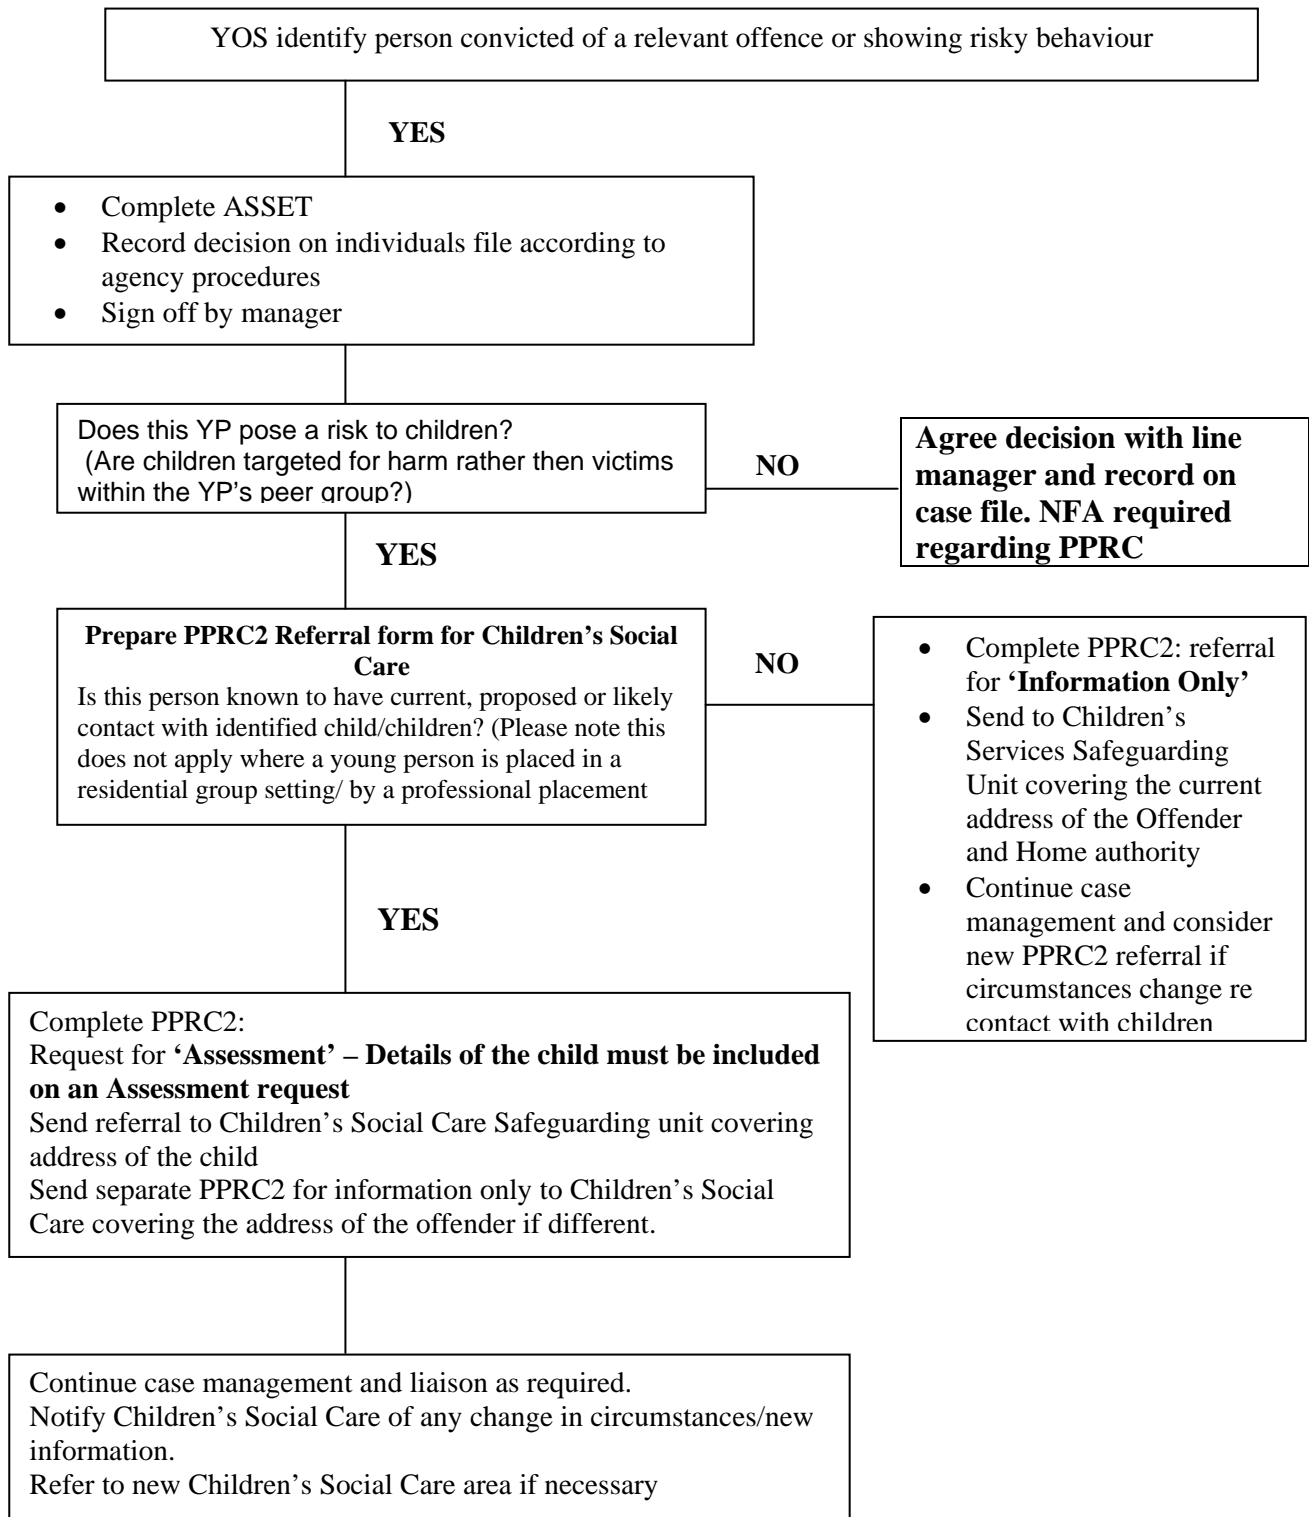 YOS identify person convicted of a relevant offence or showing risky behaviour
YES
• Complete ASSET
• Record decision on individuals file according to
agency procedures
• Sign off by manager
Does this YP pose a risk to children?
(Are children targeted for harm rather then victims
within the YP's peer group?)
NO
Agree decision with line
manager and record on
case file. NFA required
regarding PPRC
YES
Prepare PPRC2 Referral form for Children's Social
Care
Is this person known to have current, proposed or likely
contact with identified child/children? (Please note this
does not apply where a young person is placed in a
residential group setting/ by a professional placement
NO
• Complete PPRC2: referral
for 'Information Only'
• Send to Children's
Services Safeguarding
Unit covering the current
address of the Offender
and Home authority
• Continue case
management and consider
new PPRC2 referral if
circumstances change re
contact with children
YES
Complete PPRC2:
Request for 'Assessment' – Details of the child must be included
on an Assessment request
Send referral to Children's Social Care Safeguarding unit covering
address of the child
Send separate PPRC2 for information only to Children's Social
Care covering the address of the offender if different.
Continue case management and liaison as required.
Notify Children's Social Care of any change in circumstances/new
information.
Refer to new Children's Social Care area if necessary